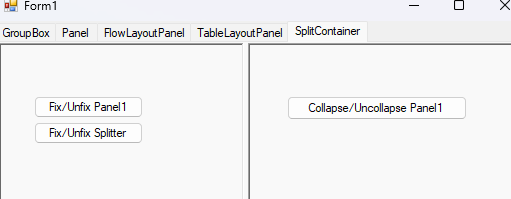 Form1
GroupBox Panel FlowLayoutPanel TableLayoutPanel SplitContainer
Fix/Unfix Panel1 Collapse/Uncollapse Panel1
Fix/Unfix Splitter